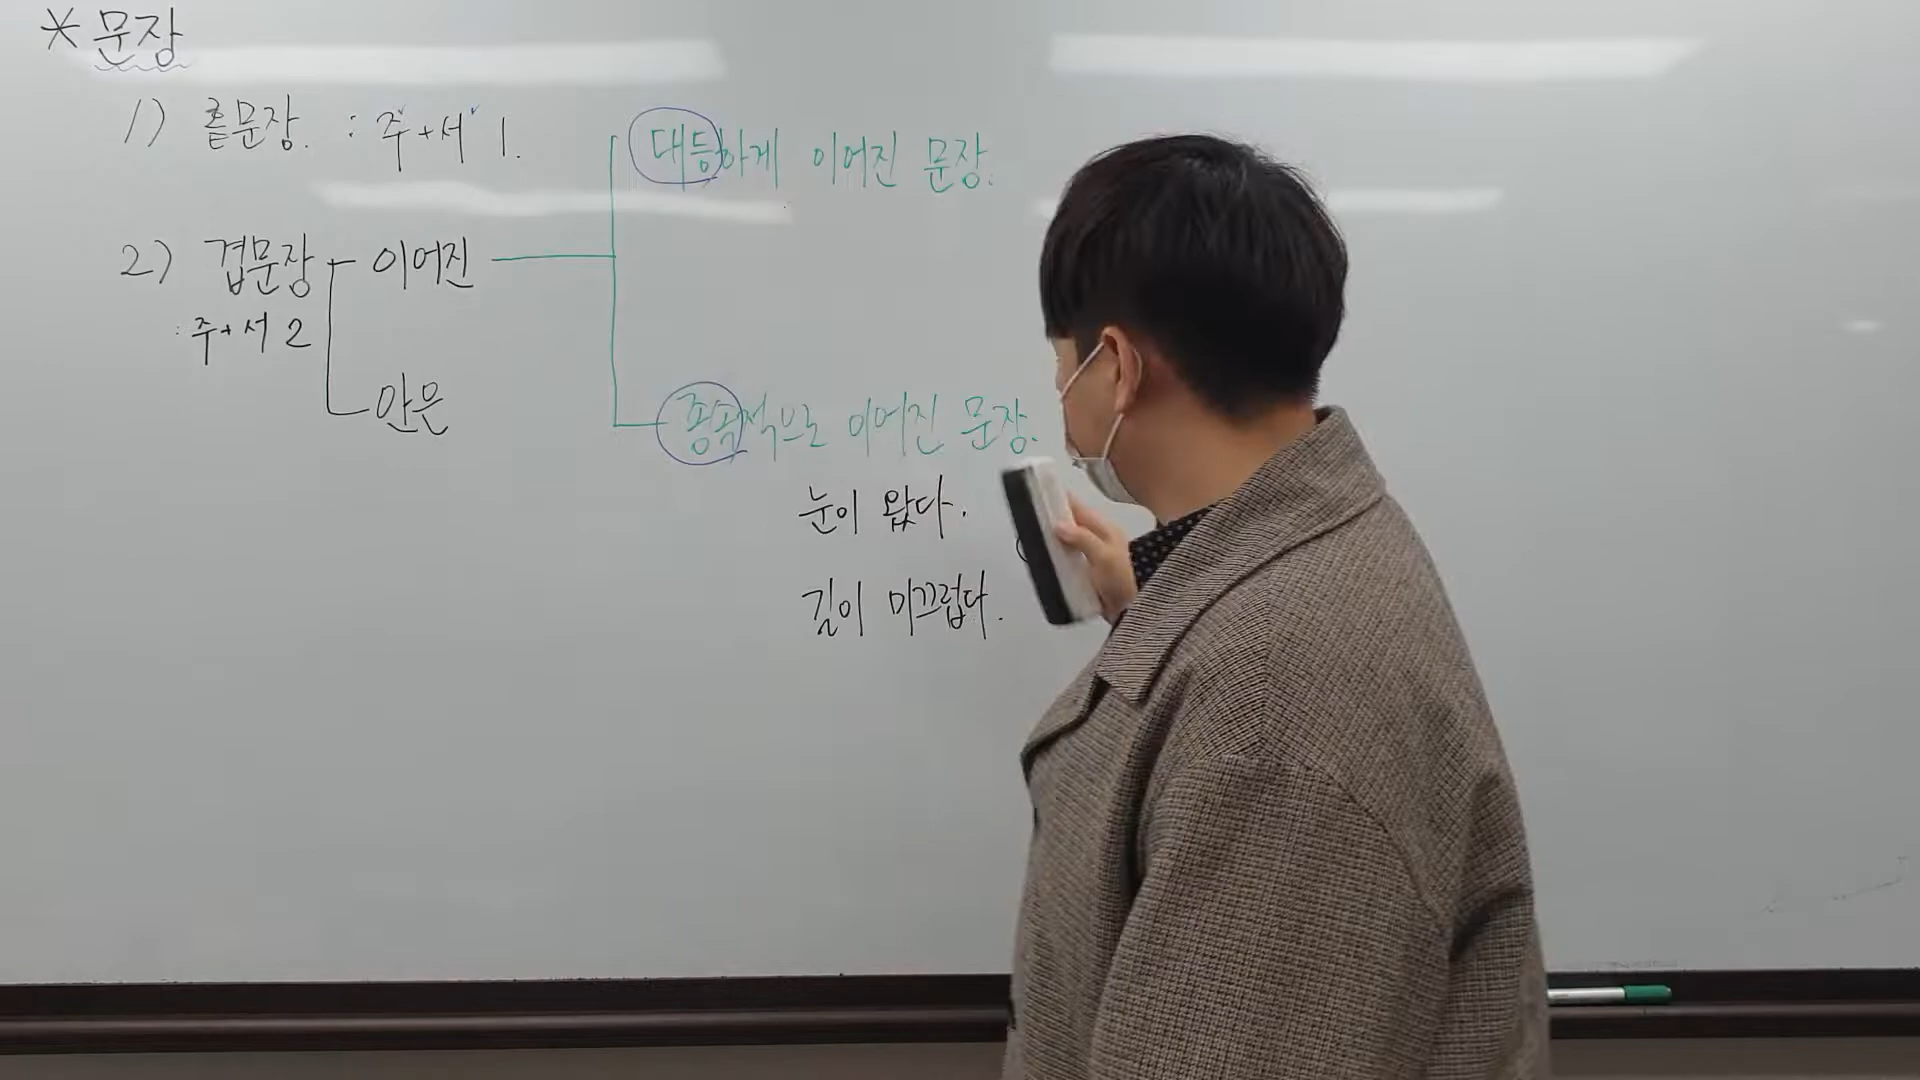 * 문장
1) 홑문장. : 주+서 1.
대등하게 이어진 문장.
2) 겹문장 이어진
: 주+서 2
안은
종속적으로 이어진 문장.
눈이 왔다.
길이 미끄럽다.